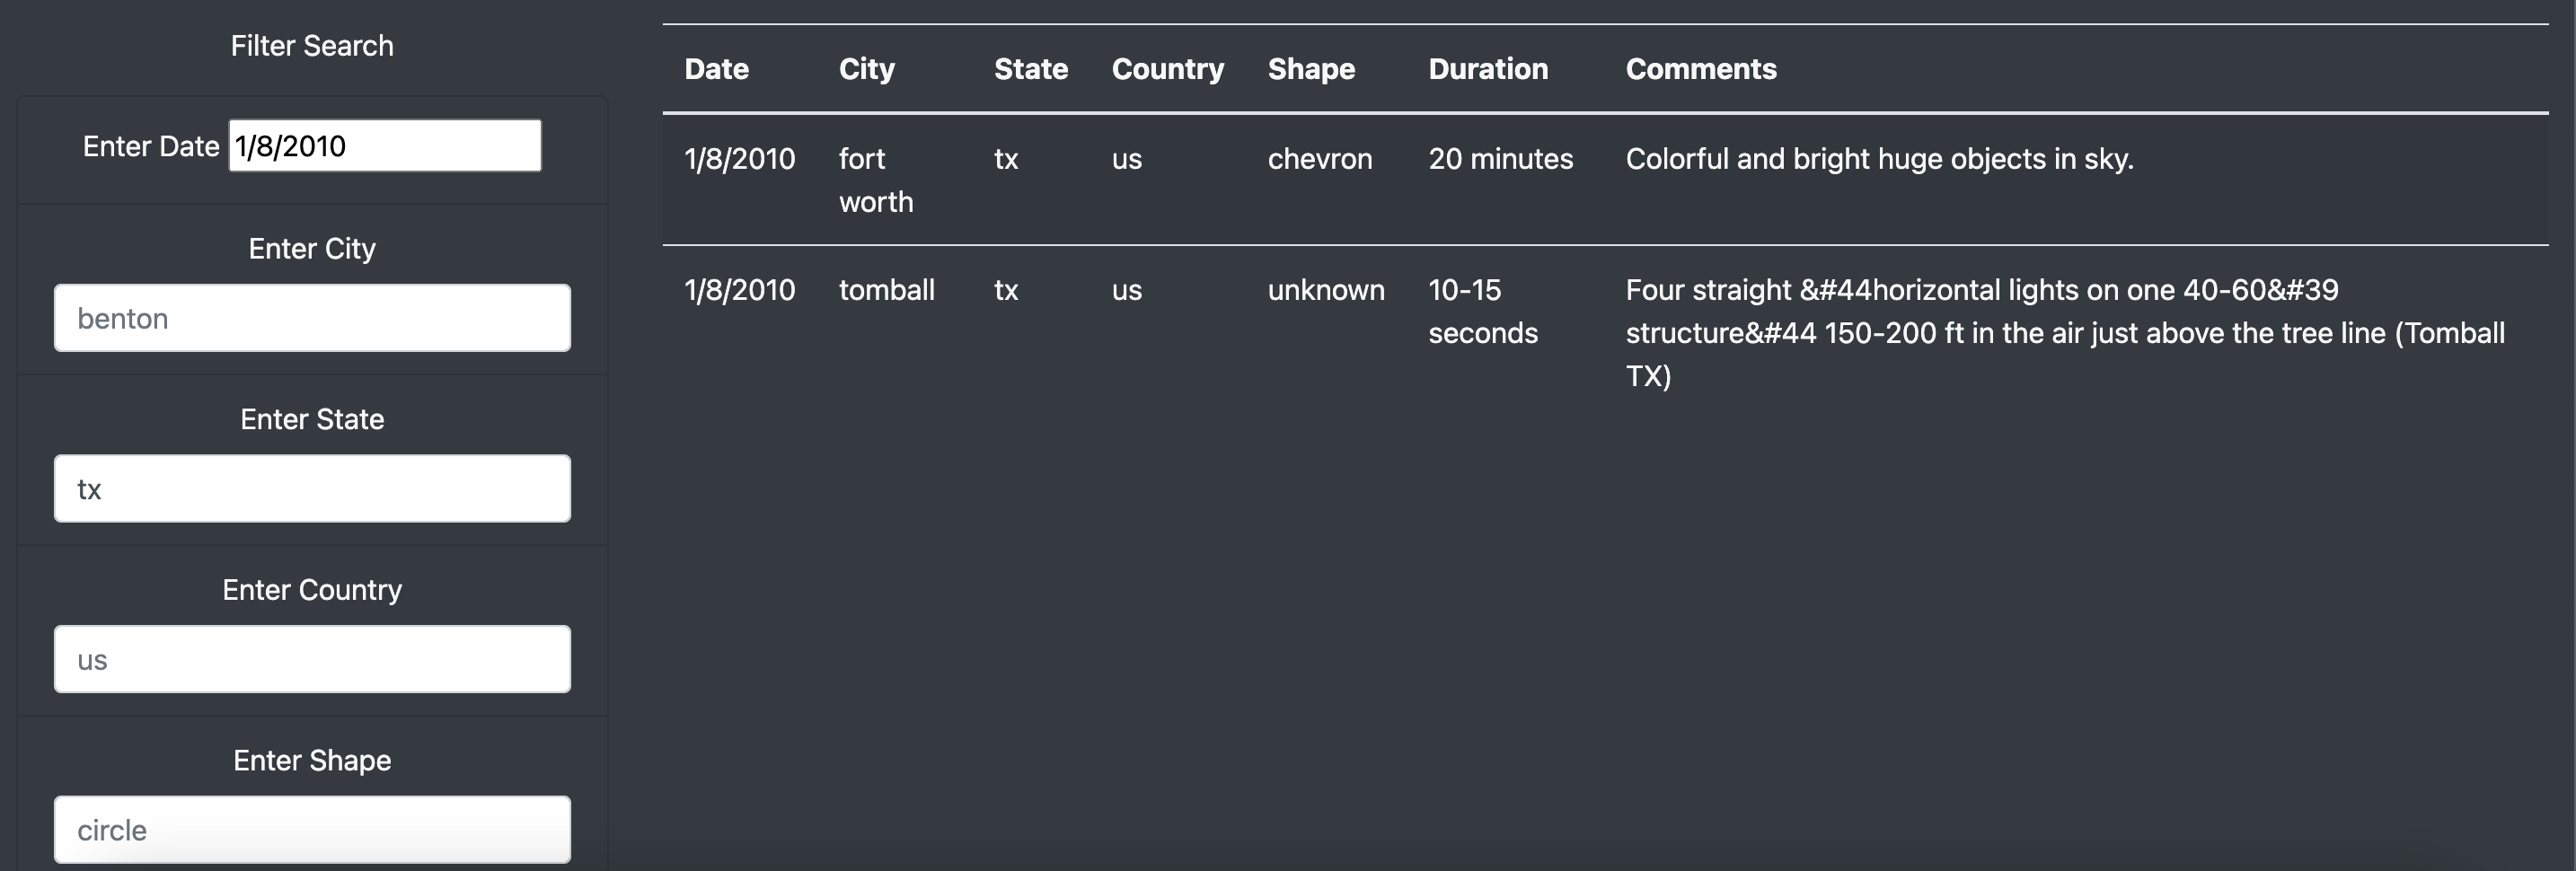 Filter Search
Enter Date 1/8/2010
Enter City
benton
Enter State
tx
Enter Country
us
Enter Shape
circle
Date City State Country Shape Duration Comments
1/8/2010 fort tx us chevron 20 minutes Colorful and bright huge objects in sky.
worth
1/8/2010 tomball tx us unknown 10-15 Four straight &#44horizontal lights on one 40-60&#39
seconds structure&#44 150-200 ft in the air just above the tree line (Tomball
TX)